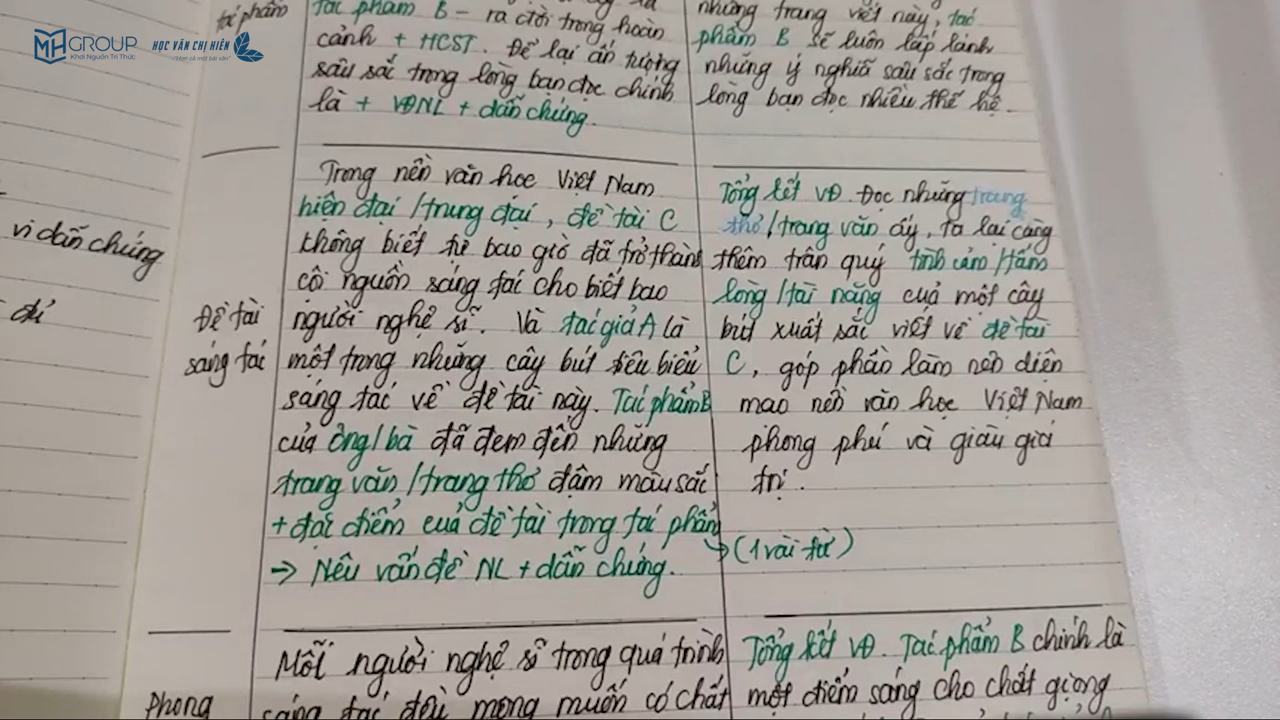 MH GROUP
Khơi Nguồn Tri Thức
HỌC VĂN CHỊ HIÊN
"Hơn cả một bài văn"
vì dẫn chứng
đủ
tác phẩm
tác phẩm B – ra đời trong hoàn
cảnh + HCST. Để lại ấn tượng
sâu sắc trong lòng bạn đọc chính
là + VĐNL + dẫn chứng.
những trang viết này, tác
phẩm B sẽ luôn lấp lánh
những ý nghĩa sâu sắc trong
lòng bạn đọc nhiều thế hệ.
Đề tài
sáng tác
Trong nền văn học Việt Nam
hiện đại / trung đại, đề tài C
không biết tự bao giờ đã trở thành
cội nguồn sáng tác cho biết bao
người nghệ sĩ. Và tác giả A là
một trong những cây bút tiêu biểu
sáng tác về đề tài này. Tác phẩm B
của ông/bà đã đem đến những
trang văn / trang thơ đậm màu sắc
+ đặc điểm của đề tài trong tác phẩm
→ Nêu vấn đề NL + dẫn chứng.
Tổng kết VĐ. Đọc những trang
thơ / trang văn ấy, ta lại càng
thêm trân quý tình cảm / tấm
lòng / tài năng của một cây
bút xuất sắc viết về đề tài
C, góp phần làm nên diện
mạo nền văn học Việt Nam
phong phú và giàu giá
trị.
→ (1 vài từ)
Phong
Mỗi người nghệ sĩ trong quá trình
sáng tác đều mong muốn có chất
Tổng kết VĐ. Tác phẩm B chính là
một điểm sáng cho chất giọng